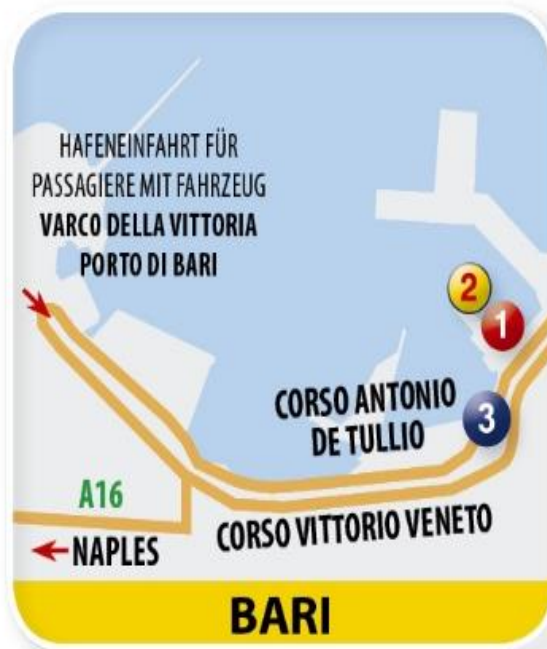 HAFENEINFAHRT FÜR
PASSAGIERE MIT FAHRZEUG
VARCO DELLA VITTORIA
PORTO DI BARI
2
1
CORSO ANTONIO
DE TULLIO
3
A16
CORSO VITTORIO VENETO
NAPLES
BARI